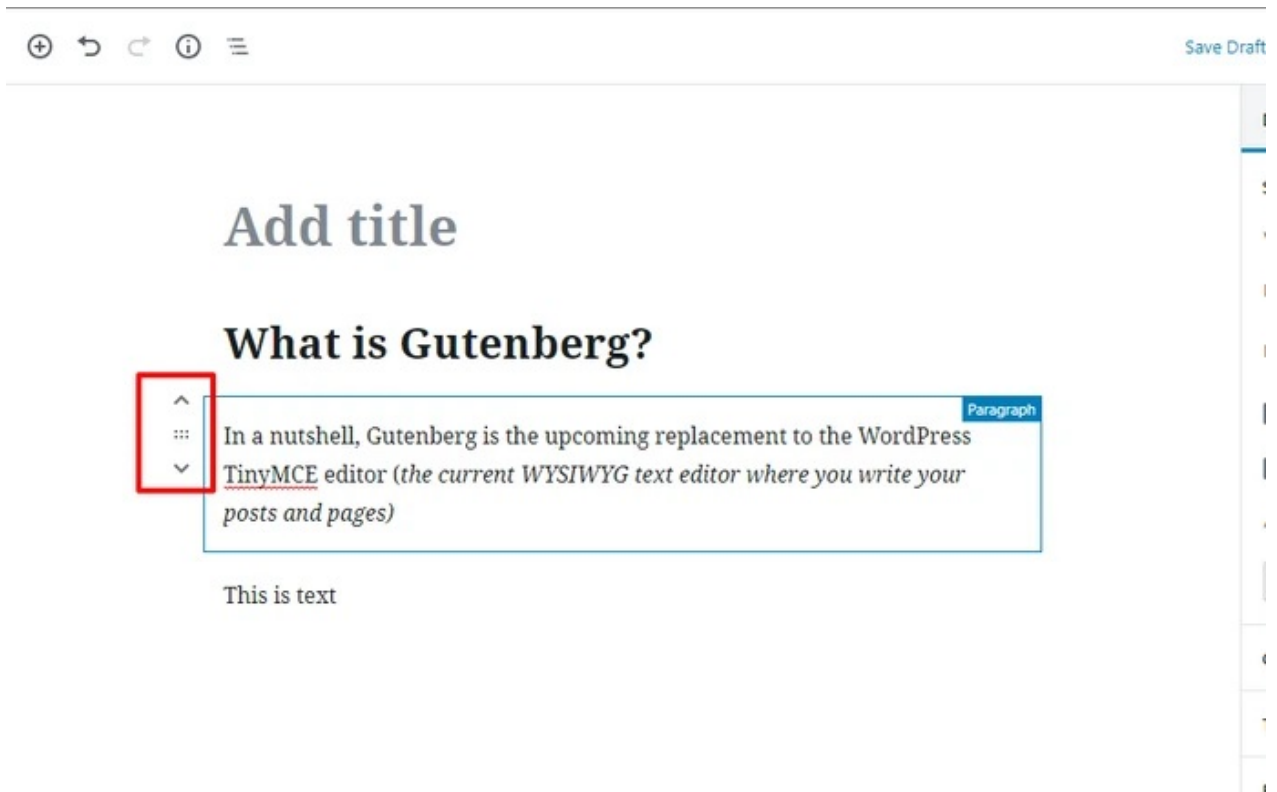 Save Draft
Add title
What is Gutenberg?
Paragraph
In a nutshell, Gutenberg is the upcoming replacement to the WordPress
TinyMCE editor (the current WYSIWYG text editor where you write your
posts and pages)
This is text